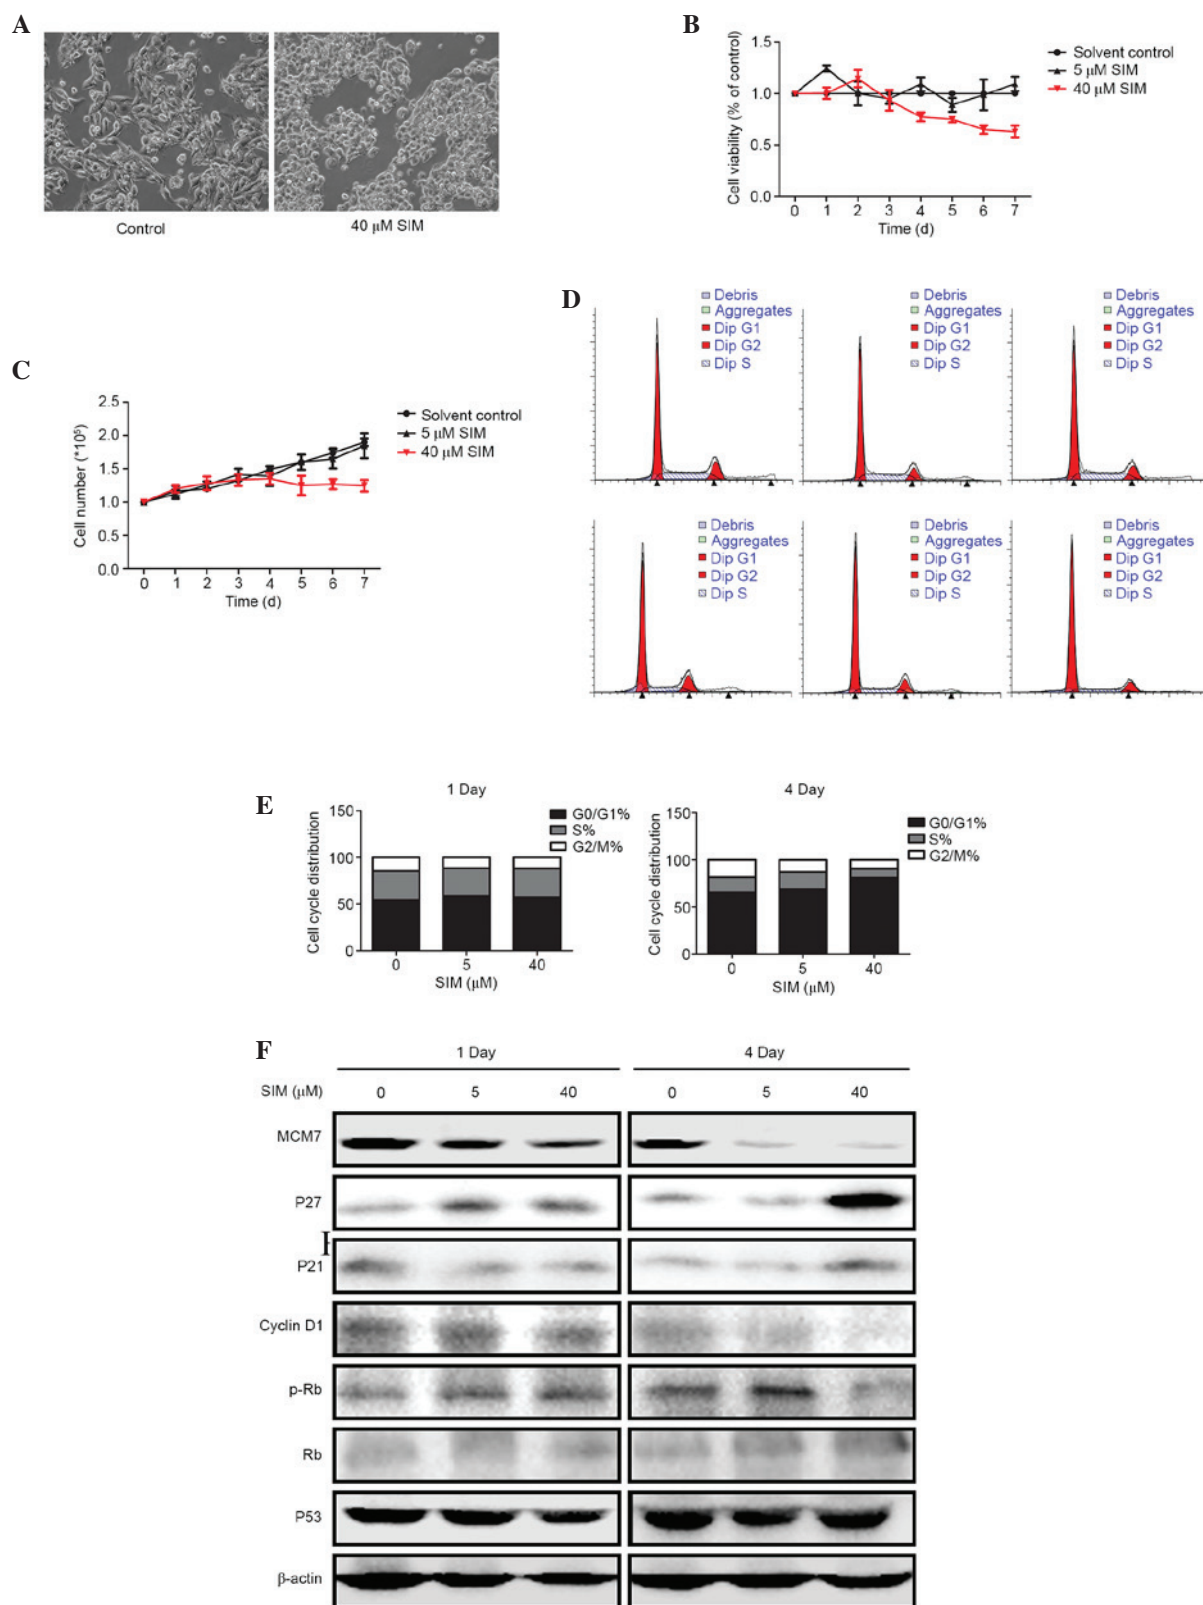 A
Control
40 μM SIM
B
Cell viability (% of control)
1.5
1.0
0.5
0.0
0 1 2 3 4 5 6 7
Time (d)
Solvent control
5 μM SIM
40 μM SIM
C
Cell number (*10⁵)
2.5
2.0
1.5
1.0
0.5
0.0
0 1 2 3 4 5 6 7
Time (d)
Solvent control
5 μM SIM
40 μM SIM
D
Debris
Aggregates
Dip G1
Dip G2
Dip S
Debris
Aggregates
Dip G1
Dip G2
Dip S
Debris
Aggregates
Dip G1
Dip G2
Dip S
Debris
Aggregates
Dip G1
Dip G2
Dip S
Debris
Aggregates
Dip G1
Dip G2
Dip S
Debris
Aggregates
Dip G1
Dip G2
Dip S
E
1 Day
Cell cycle distribution
150
100
50
0
0 5 40
SIM (μM)
G0/G1%
S%
G2/M%
4 Day
Cell cycle distribution
150
100
50
0
0 5 40
SIM (μM)
G0/G1%
S%
G2/M%
F
1 Day 4 Day
SIM (μM) 0 5 40 0 5 40
MCM7
P27
P21
Cyclin D1
p-Rb
Rb
P53
β-actin